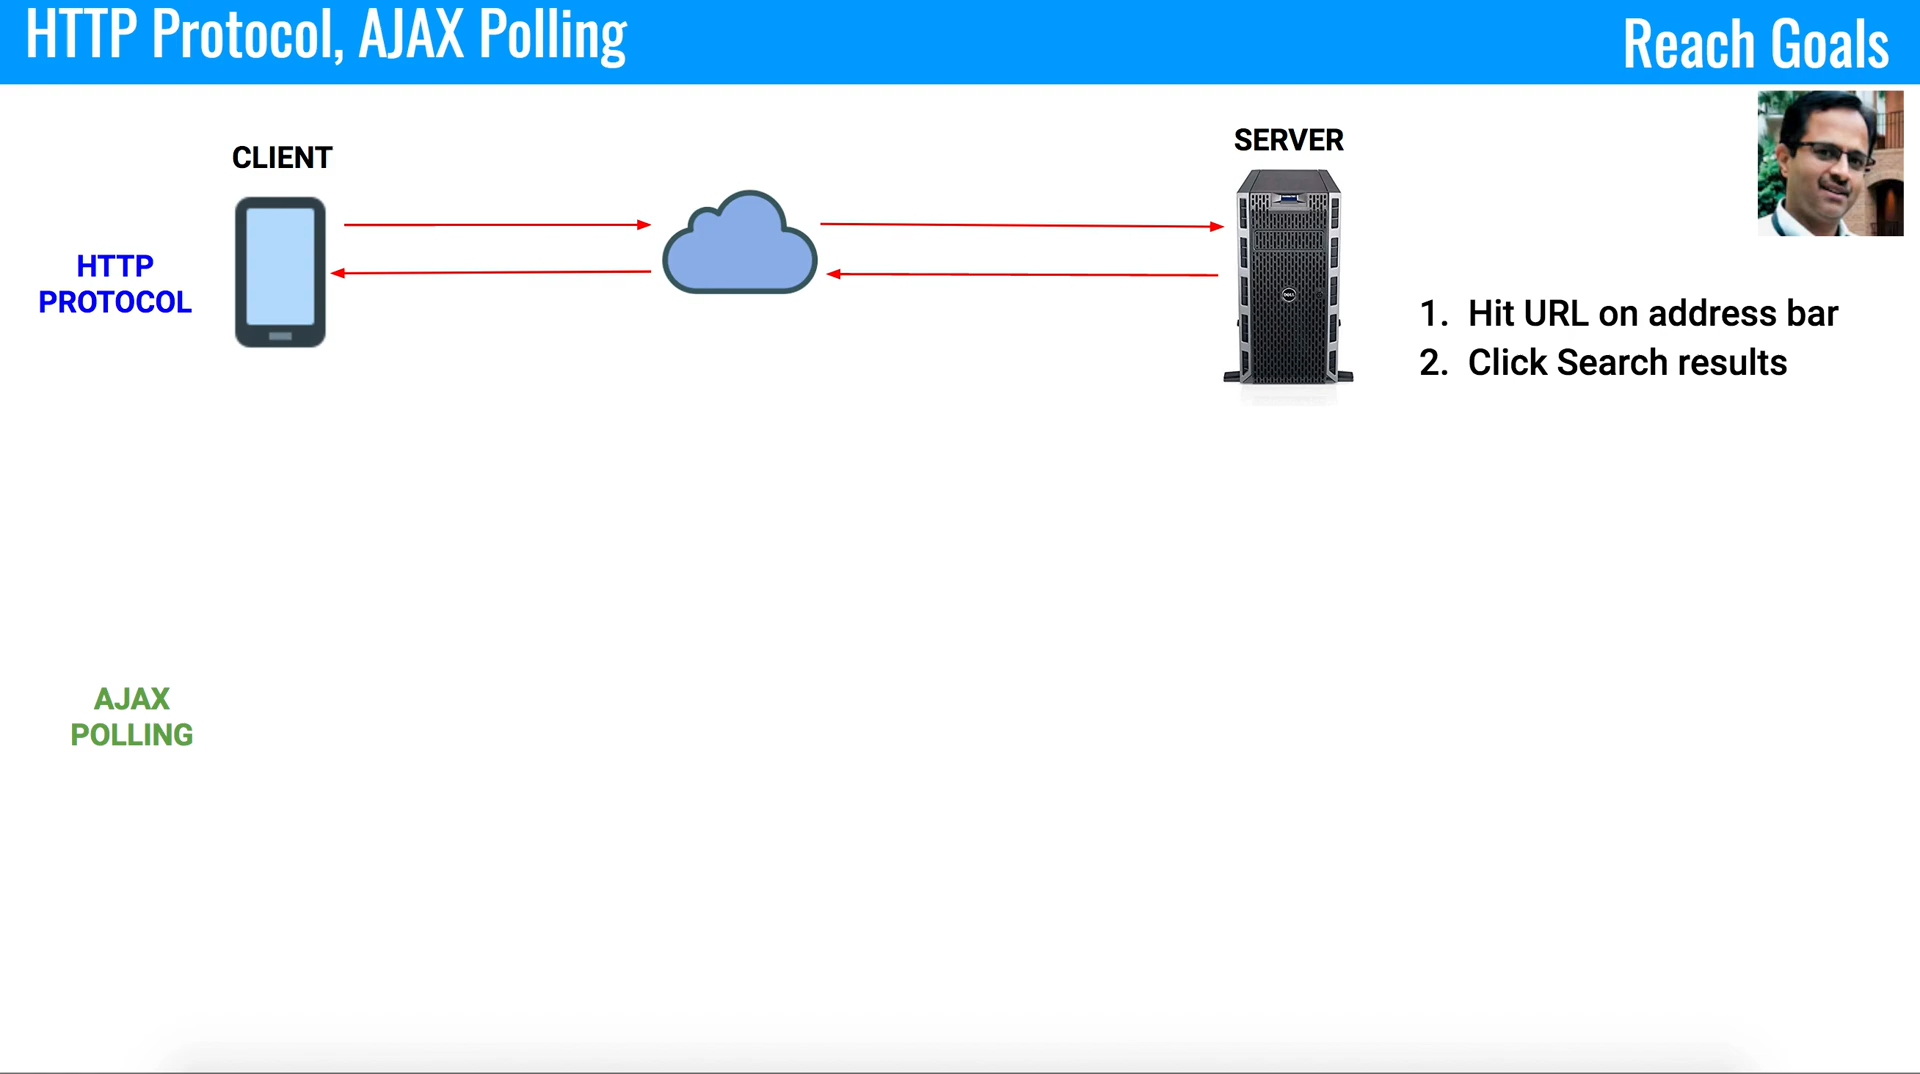 HTTP Protocol, AJAX Polling
Reach Goals
CLIENT
SERVER
HTTP
PROTOCOL
1. Hit URL on address bar
2. Click Search results
AJAX
POLLING